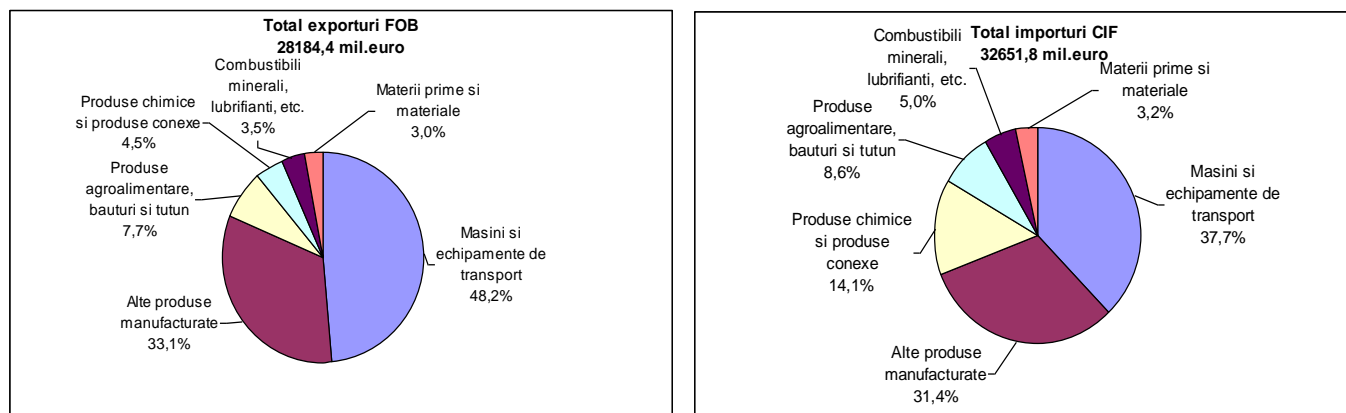 Total exporturi FOB
28184,4 mil.euro
Combustibili
minerali,
lubrifianti, etc.
3,5%
Materii prime si
materiale
3,0%
Produse chimice
si produse conexe
4,5%
Produse
agroalimentare,
bauturi si tutun
7,7%
Masini si
echipamente de
transport
48,2%
Alte produse
manufacturate
33,1%
Total importuri CIF
32651,8 mil.euro
Combustibili
minerali,
lubrifianti, etc.
5,0%
Materii prime si
materiale
3,2%
Produse
agroalimentare,
bauturi si tutun
8,6%
Masini si
echipamente de
transport
37,7%
Produse chimice
si produse
conexe
14,1%
Alte produse
manufacturate
31,4%